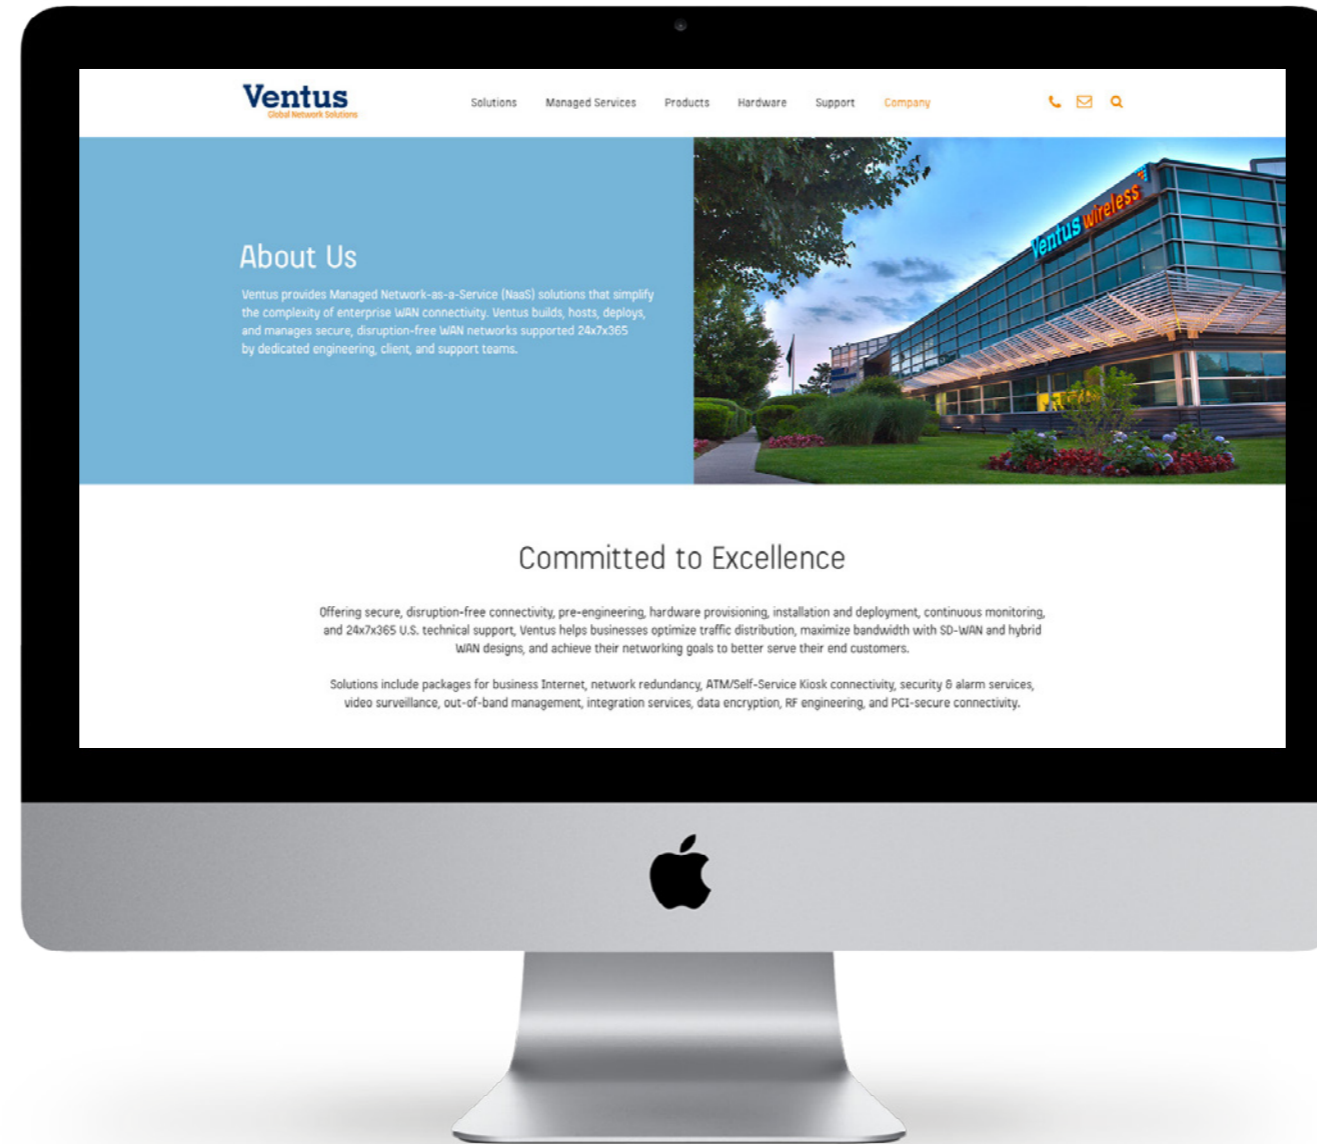 Ventus
Global Network Solutions
Solutions Managed Services Products Hardware Support Company
About Us
Ventus provides Managed Network-as-a-Service (NaaS) solutions that simplify
the complexity of enterprise WAN connectivity. Ventus builds, hosts, deploys,
and manages secure, disruption-free WAN networks supported 24x7x365
by dedicated engineering, client, and support teams.
Ventus wireless
Committed to Excellence
Offering secure, disruption-free connectivity, pre-engineering, hardware provisioning, installation and deployment, continuous monitoring,
and 24x7x365 U.S. technical support, Ventus helps businesses optimize traffic distribution, maximize bandwidth with SD-WAN and hybrid
WAN designs, and achieve their networking goals to better serve their end customers.
Solutions include packages for business Internet, network redundancy, ATM/Self-Service Kiosk connectivity, security & alarm services,
video surveillance, out-of-band management, integration services, data encryption, RF engineering, and PCI-secure connectivity.